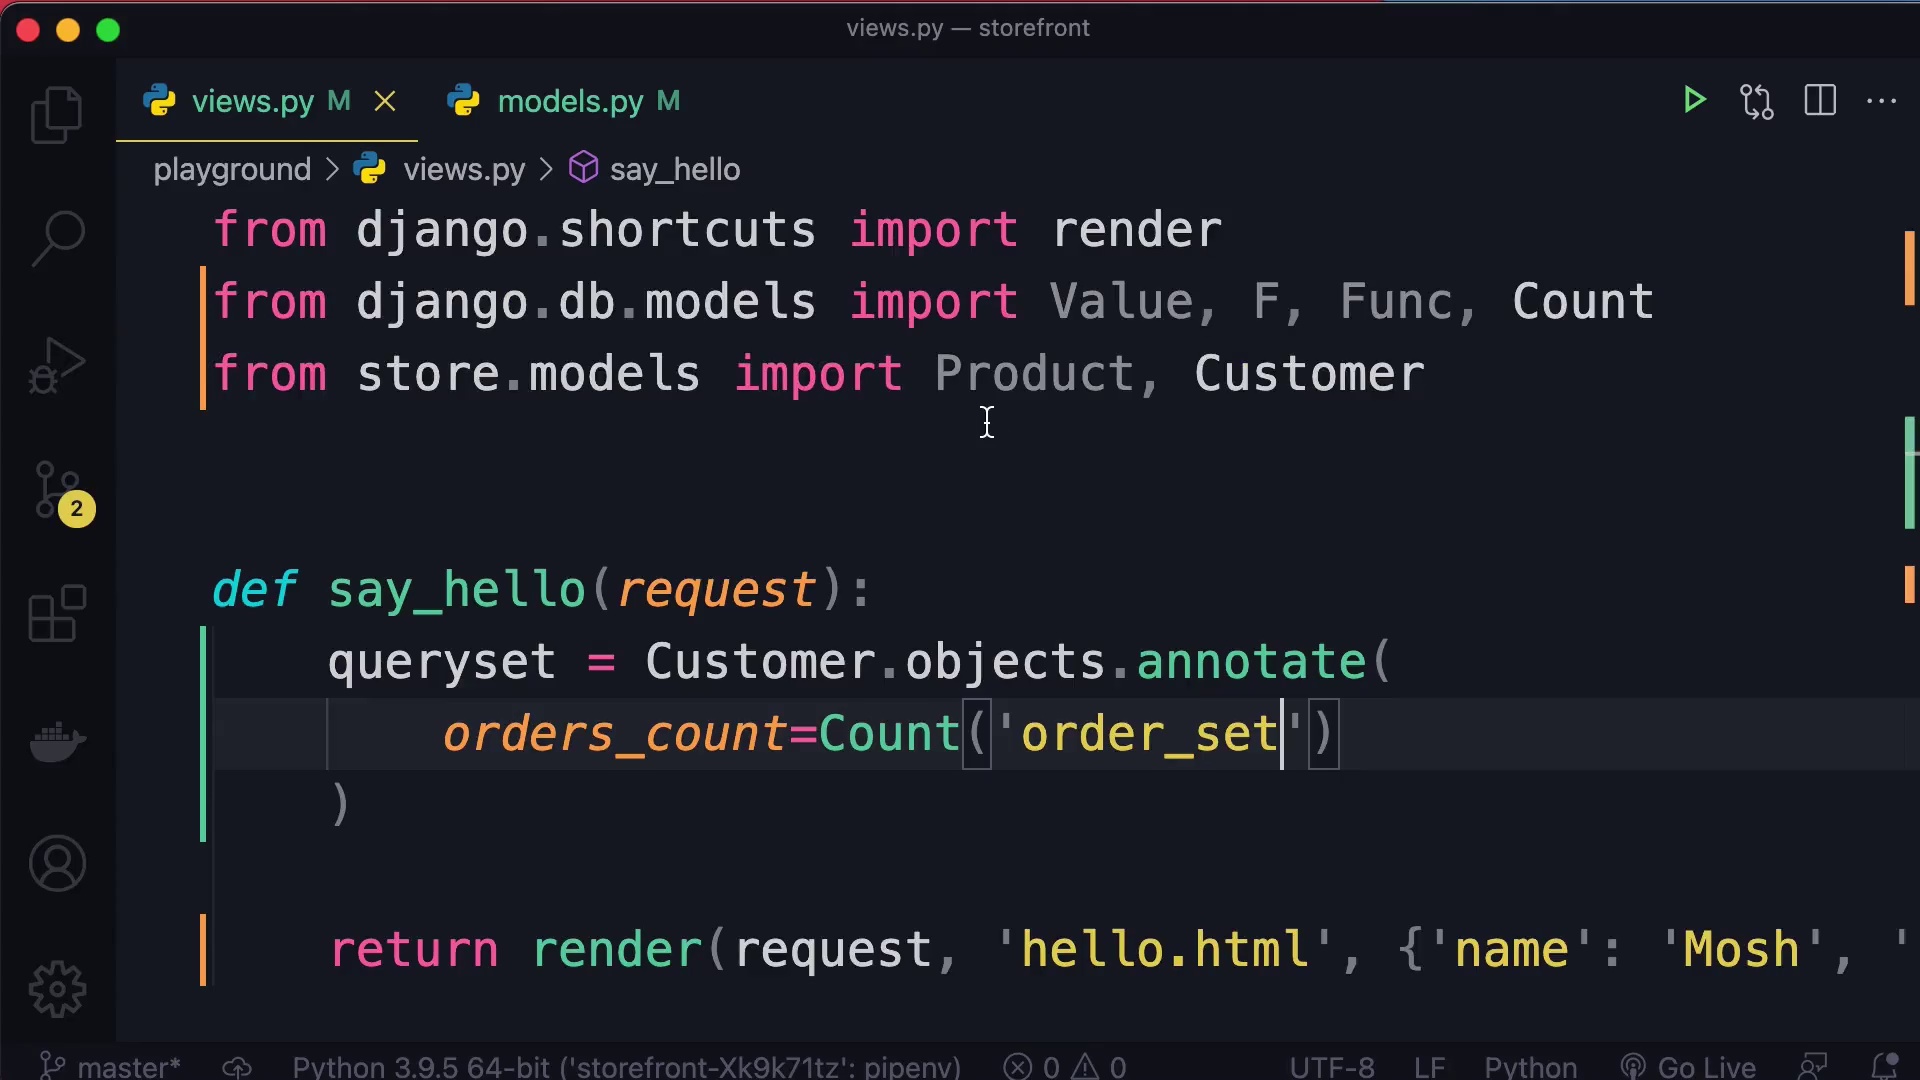 views.py — storefront
views.py M
models.py M
playground > views.py > say_hello
from django.shortcuts import render
from django.db.models import Value, F, Func, Count
from store.models import Product, Customer
2
def say_hello(request):
queryset = Customer.objects.annotate(
orders_count=Count('order_set')
)
return render(request, 'hello.html', {'name': 'Mosh', '
master* Python 3.9.5 64-bit ('storefront-Xk9k71tz': pipenv) 0 0 UTF-8 LF Python Go Live